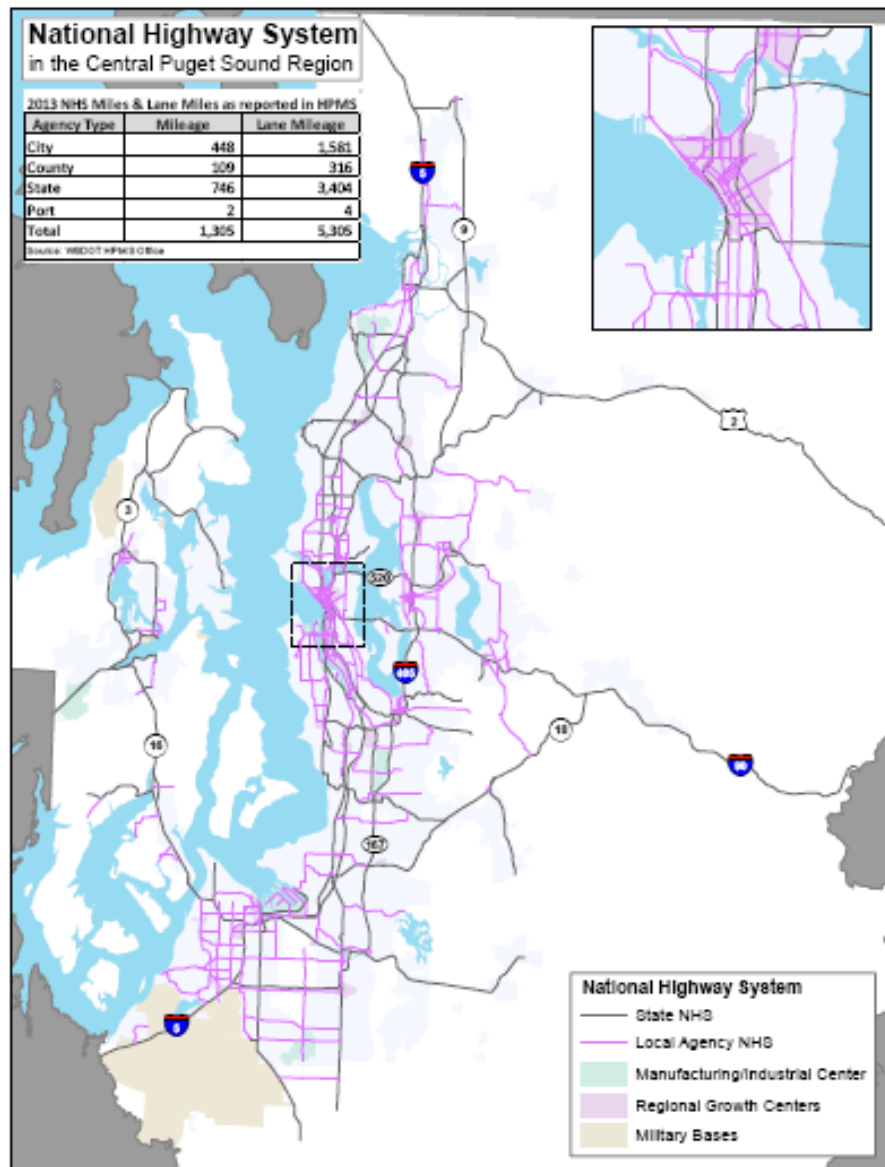 National Highway System
in the Central Puget Sound Region
2013 NHS Miles & Lane Miles as reported in HPMS
Agency Type Mileage Lane Mileage
City 448 1,581
County 109 316
State 746 3,404
Port 2 4
Total 1,305 5,305
Source: WSDOT HPMS Office
5
9
2
3
520
405
16
18
90
167
5
National Highway System
State NHS
Local Agency NHS
Manufacturing/Industrial Center
Regional Growth Centers
Military Bases